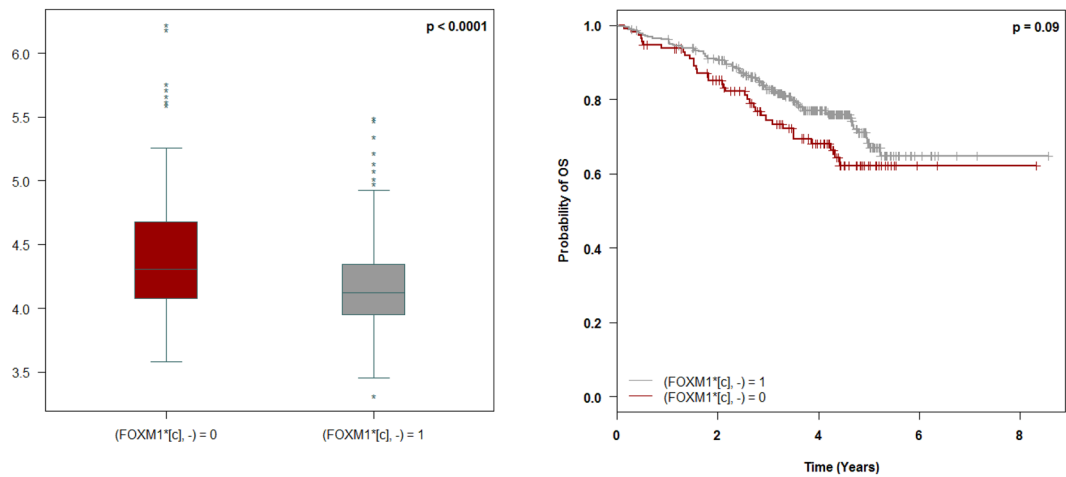 p < 0.0001
6.0
5.5
5.0
4.5
4.0
3.5
(FOXM1*[c], -) = 0
(FOXM1*[c], -) = 1
p = 0.09
Probability of OS
1.0
0.8
0.6
0.4
0.2
0.0
(FOXM1*[c], -) = 1
(FOXM1*[c], -) = 0
0 2 4 6 8
Time (Years)